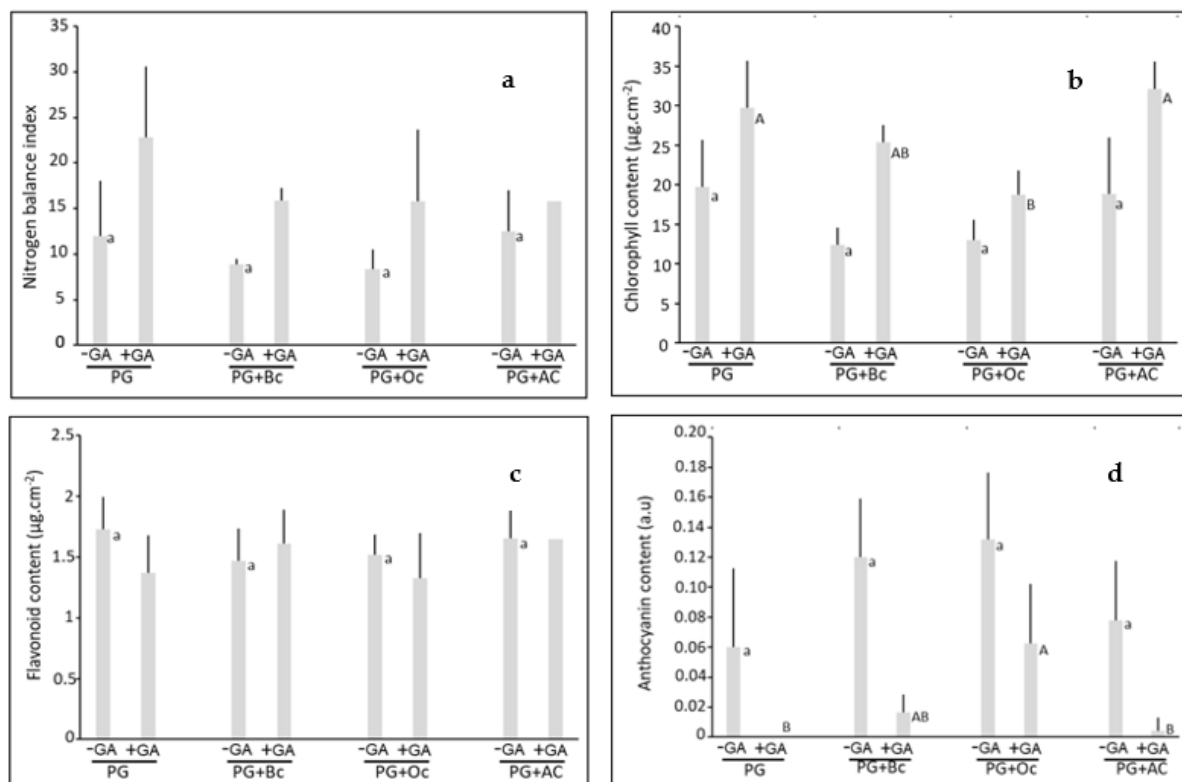 a
Nitrogen balance index
35
30
25
20
15
10
5
0
a
a
a
a
-GA +GA
-GA +GA
-GA +GA
-GA +GA
PG
PG+Bc
PG+Oc
PG+AC
b
Chlorophyll content (µg.cm-2)
40
35
30
25
20
15
10
5
0
a
A
a
AB
a
B
a
A
-GA +GA
-GA +GA
-GA +GA
-GA +GA
PG
PG+Bc
PG+Oc
PG+AC
c
Flavonoid content (µg.cm-2)
2.5
2
1.5
1
0.5
0
a
a
a
a
-GA +GA
-GA +GA
-GA +GA
-GA +GA
PG
PG+Bc
PG+Oc
PG+AC
d
Anthocyanin content (a.u)
0.20
0.18
0.16
0.14
0.12
0.08
0.06
0.02
0
a
B
a
AB
a
A
a
B
-GA +GA
-GA +GA
-GA +GA
-GA +GA
PG
PG+Bc
PG+Oc
PG+AC